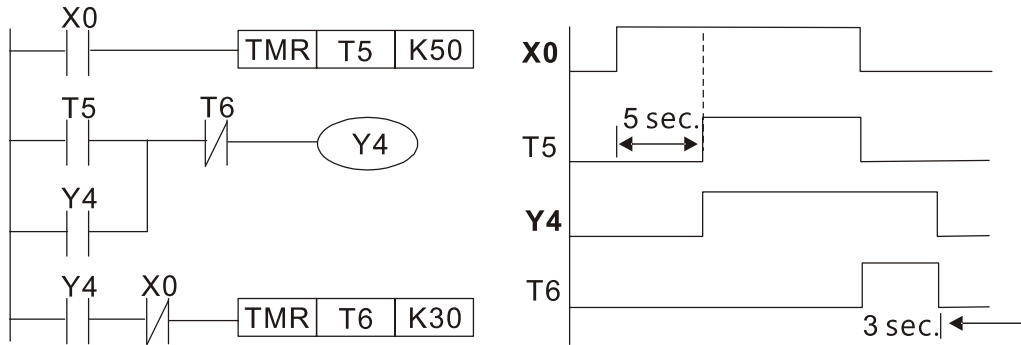 X0
TMR T5 K50
T5 T6
Y4
Y4
Y4 X0
TMR T6 K30
X0
5 sec.
T5
Y4
T6
3 sec.